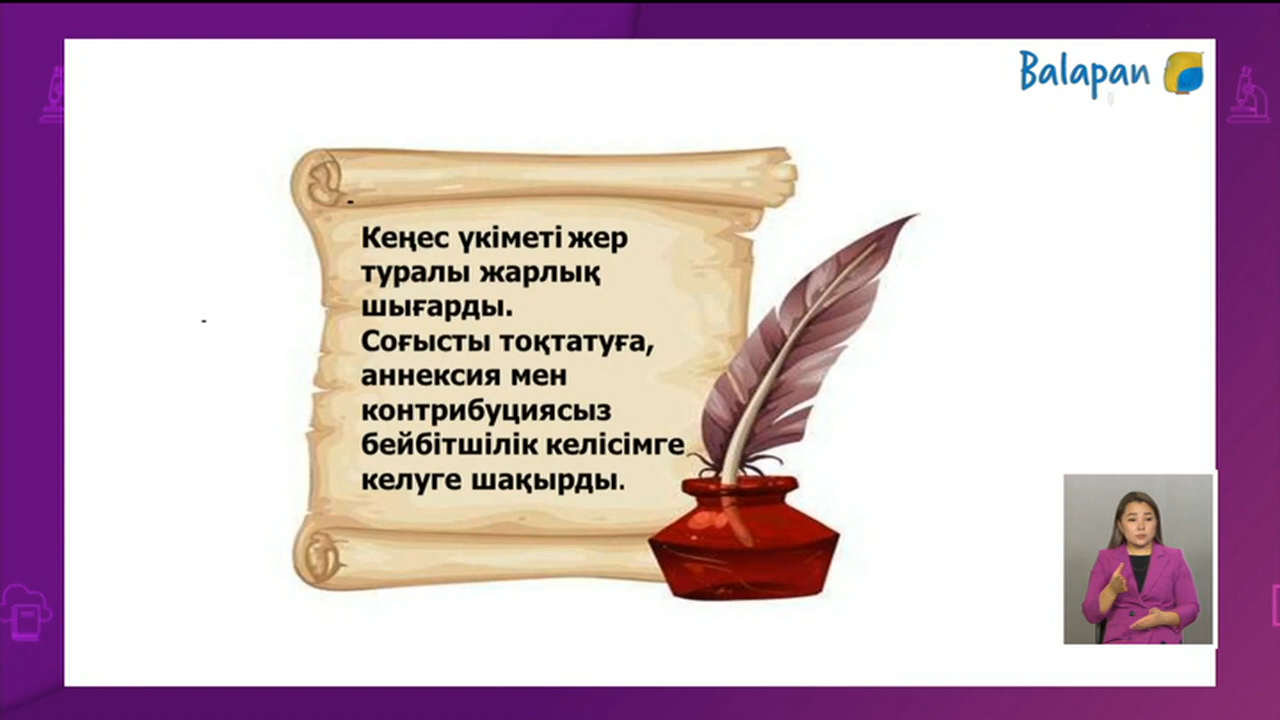 Balapan
Кеңес үкіметі жер
туралы жарлық
шығарды.
Соғысты тоқтатуға,
аннексия мен
контрибуциясыз
бейбітшілік келісімге
келуге шақырды.